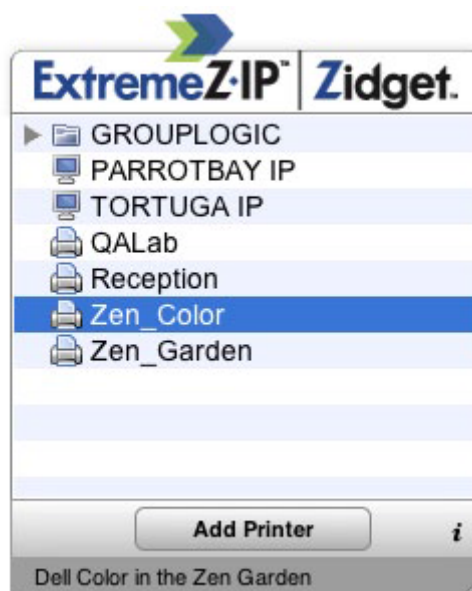 ExtremeZ-IP™ Zidget.
GROUPLOGIC
PARROTBAY IP
TORTUGA IP
QALab
Reception
Zen_Color
Zen_Garden
Add Printer i
Dell Color in the Zen Garden